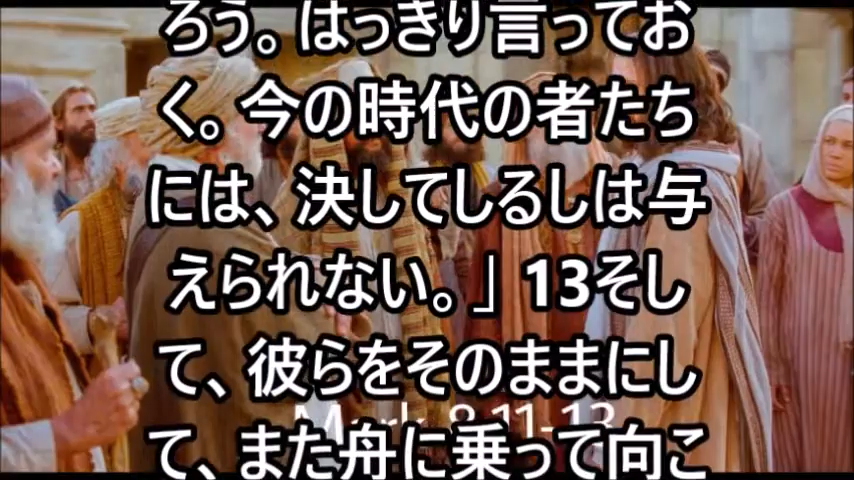 ろう。はっきり言ってお
く。今の時代の者たち
には、決してしるしは与
えられない。」 13そし
て、彼らをそのままにし
Mark 8,11-13
て、また舟に乗って向こ